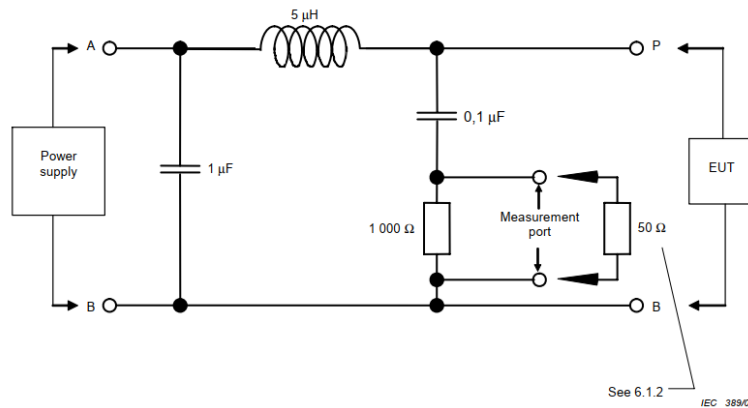 5 µH
A
P
0,1 µF
Power
supply
1 µF
EUT
1 000 Ω
Measurement
port
50 Ω
B
B
See 6.1.2